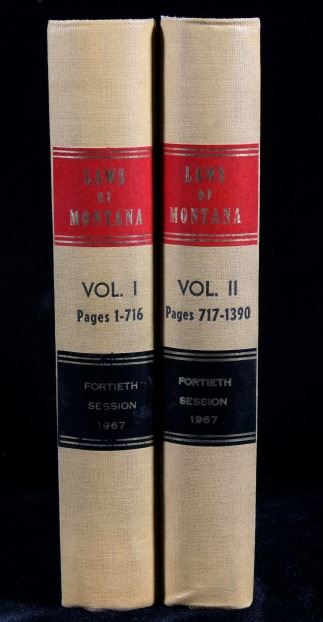 LAWS
OF
MONTANA
VOL. I
Pages 1-716
FORTIETH
SESSION
1967
LAWS
OF
MONTANA
VOL. II
Pages 717-1390
FORTIETH
SESSION
1967